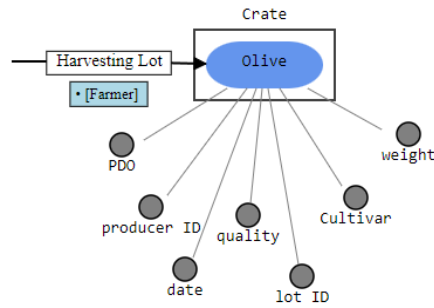 Crate
Harvesting Lot
Olive
• [Farmer]
PDO
weight
producer ID
quality
Cultivar
date
lot ID